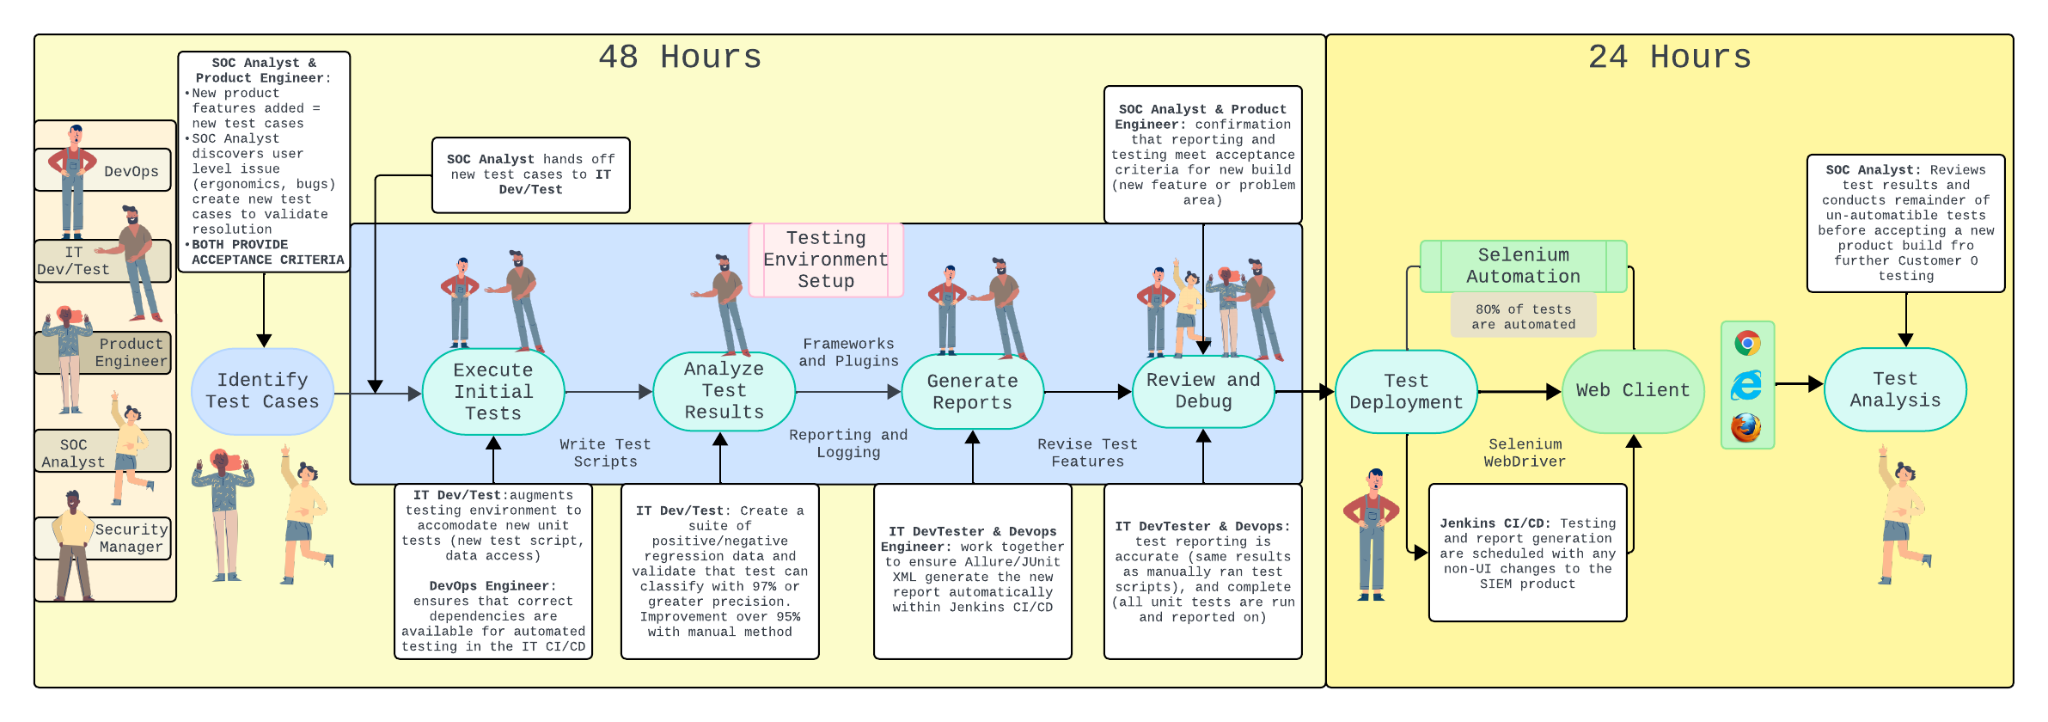 48 Hours
24 Hours
DevOps
IT
Dev/Test
Product
Engineer
SOC
Analyst
Security
Manager
SOC Analyst &
Product Engineer:
•New product
features added =
new test cases
•SOC Analyst
discovers user
level issue
(ergonomics, bugs)
create new test
cases to validate
resolution
•BOTH PROVIDE
ACCEPTANCE CRITERIA
Identify
Test Cases
SOC Analyst hands off
new test cases to IT
Dev/Test
Testing
Environment
Setup
Execute
Initial
Tests
Write Test
Scripts
IT Dev/Test:augments
testing environment to
accomodate new unit
tests (new test script,
data access)
DevOps Engineer:
ensures that correct
dependencies are
available for automated
testing in the IT CI/CD
Analyze
Test
Results
IT Dev/Test: Create a
suite of
positive/negative
regression data and
validate that test can
classify with 97% or
greater precision.
Improvement over 95%
with manual method
Frameworks
and Plugins
Reporting and
Logging
Generate
Reports
IT DevTester & Devops
Engineer: work together
to ensure Allure/JUnit
XML generate the new
report automatically
within Jenkins CI/CD
Revise Test
Features
SOC Analyst & Product
Engineer: confirmation
that reporting and
testing meet acceptance
criteria for new build
(new feature or problem
area)
Review and
Debug
IT DevTester & Devops:
test reporting is
accurate (same results
as manually ran test
scripts), and complete
(all unit tests are run
and reported on)
Selenium
Automation
80% of tests
are automated
Test
Deployment
Web Client
Selenium
WebDriver
Jenkins CI/CD: Testing
and report generation
are scheduled with any
non-UI changes to the
SIEM product
SOC Analyst: Reviews
test results and
conducts remainder of
un-automatible tests
before accepting a new
product build fro
further Customer 0
testing
Test
Analysis